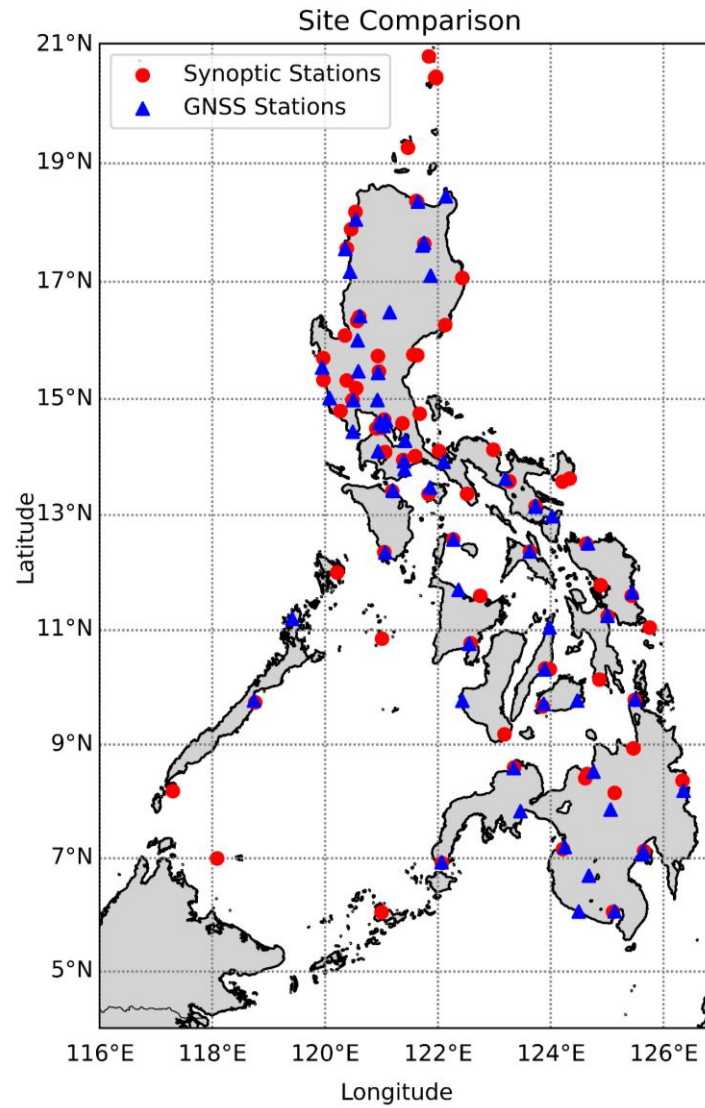 Site Comparison
Synoptic Stations
GNSS Stations
21°N
19°N
17°N
15°N
13°N
11°N
9°N
7°N
5°N
Latitude
116°E 118°E 120°E 122°E 124°E 126°E
Longitude